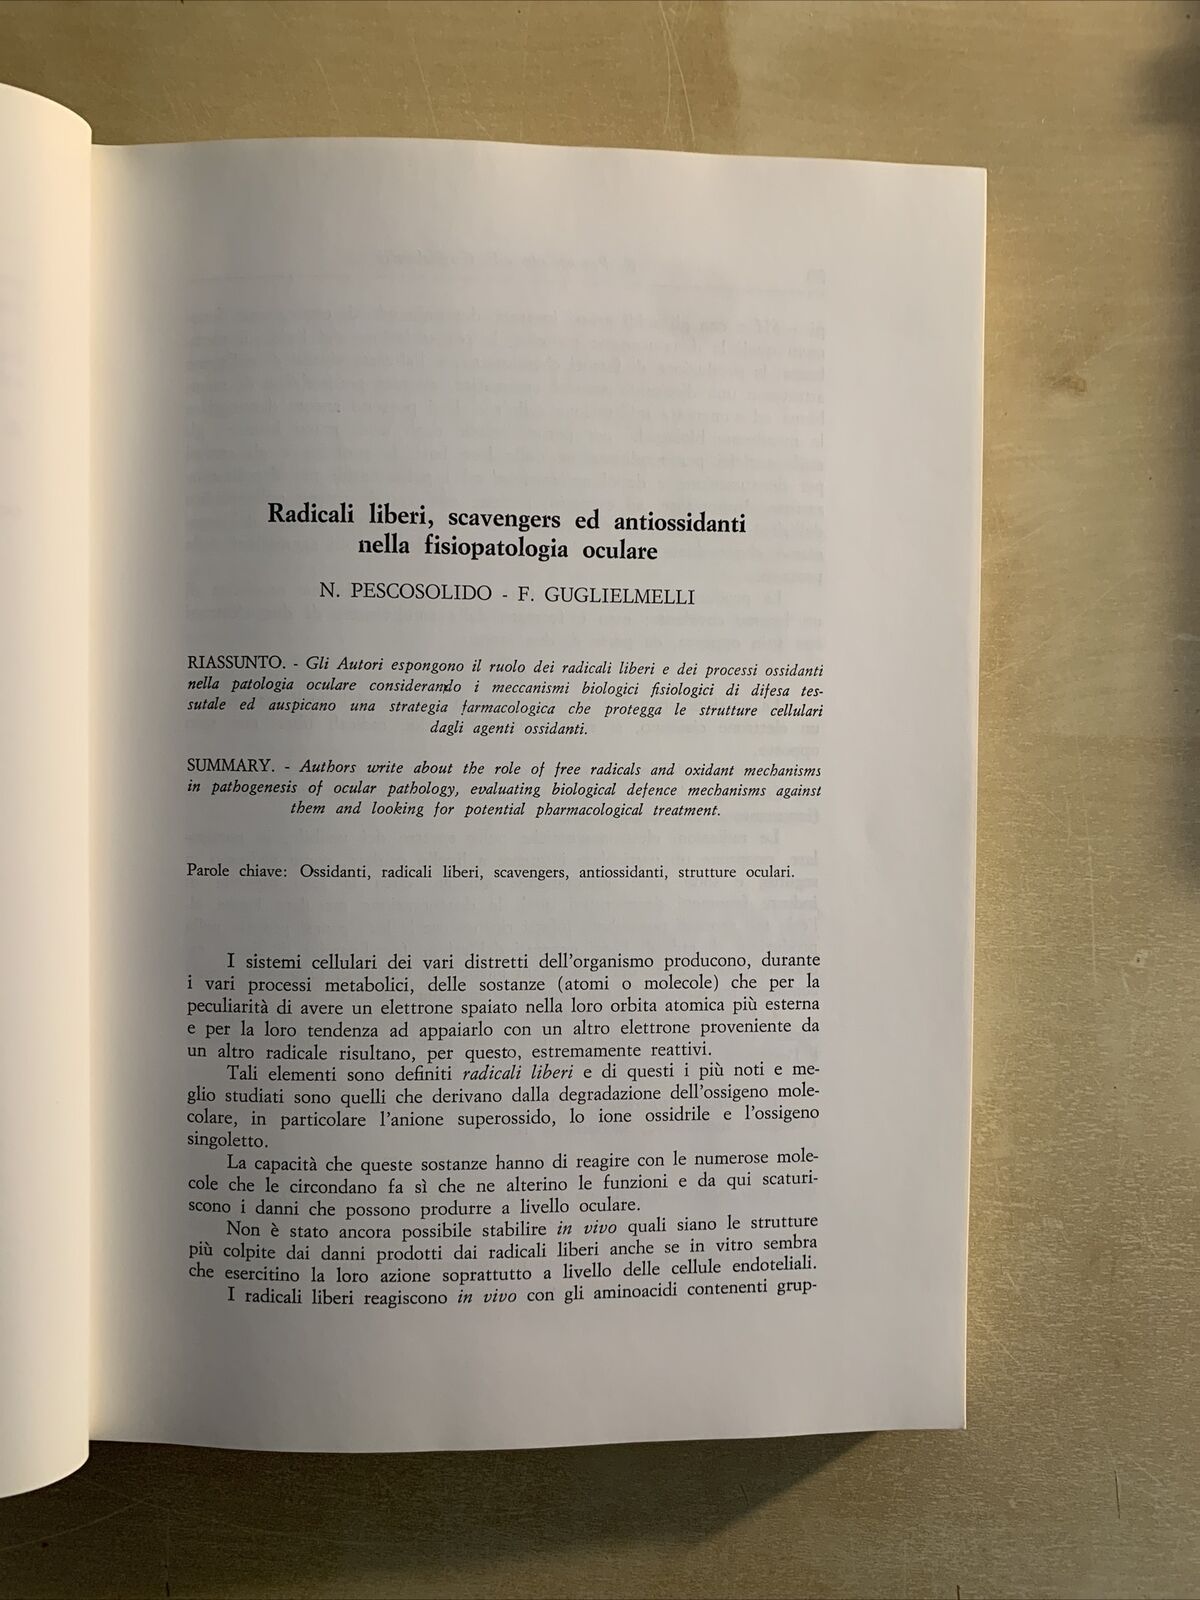 Radicali liberi, scavengers ed antiossidanti
nella fisiopatologia oculare
N. PESCOSOLIDO - F. GUGLIELMELLI
RIASSUNTO. - Gli Autori espongono il ruolo dei radicali liberi e dei processi ossidanti
nella patologia oculare considerando i meccanismi biologici fisiologici di difesa tes-
sutale ed auspicano una strategia farmacologica che protegga le strutture cellulari
dagli agenti ossidanti.
SUMMARY. - Authors write about the role of free radicals and oxidant mechanisms
in pathogenesis of ocular pathology, evaluating biological defence mechanisms against
them and looking for potential pharmacological treatment.
Parole chiave: Ossidanti, radicali liberi, scavengers, antiossidanti, strutture oculari.
I sistemi cellulari dei vari distretti dell'organismo producono, durante
i vari processi metabolici, delle sostanze (atomi o molecole) che per la
peculiarità di avere un elettrone spaiato nella loro orbita atomica più esterna
e per la loro tendenza ad appaiarlo con un altro elettrone proveniente da
un altro radicale risultano, per questo, estremamente reattivi.
Tali elementi sono definiti radicali liberi e di questi i più noti e me-
glio studiati sono quelli che derivano dalla degradazione dell'ossigeno mole-
colare, in particolare l'anione superossido, lo ione ossidrile e l'ossigeno
singoletto.
La capacità che queste sostanze hanno di reagire con le numerose mole-
cole che le circondano fa sì che ne alterino le funzioni e da qui scaturi-
scono i danni che possono produrre a livello oculare.
Non è stato ancora possibile stabilire in vivo quali siano le strutture
più colpite dai danni prodotti dai radicali liberi anche se in vitro sembra
che esercitino la loro azione soprattutto a livello delle cellule endoteliali.
I radicali liberi reagiscono in vivo con gli aminoacidi contenenti grup-